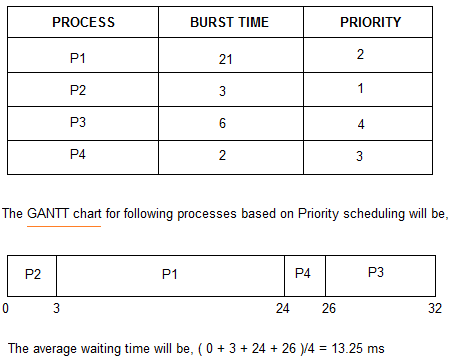 PROCESS BURST TIME PRIORITY
P1 21 2
P2 3 1
P3 6 4
P4 2 3
The GANTT chart for following processes based on Priority scheduling will be,
P2 P1 P4 P3
0 3 24 26 32
The average waiting time will be, ( 0 + 3 + 24 + 26 )/4 = 13.25 ms